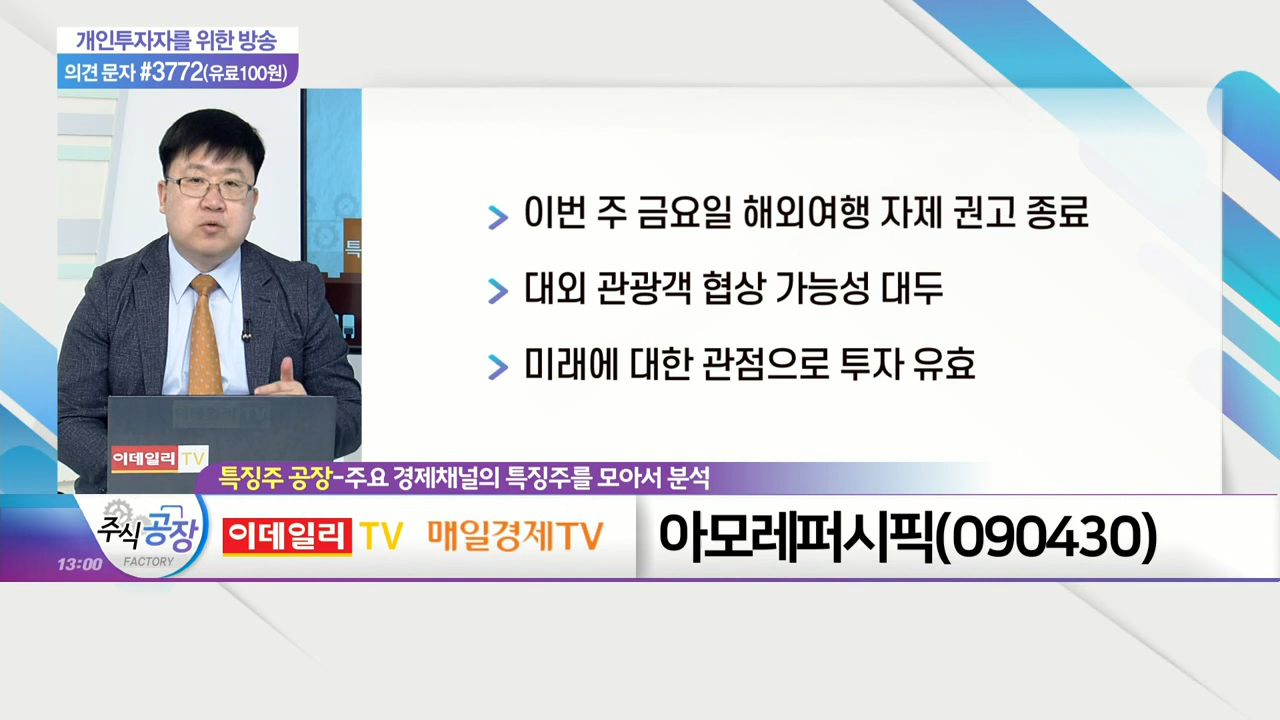 개인투자자를 위한 방송
의견 문자 #3772(유료100원)
이번 주 금요일 해외여행 자제 권고 종료
대외 관광객 협상 가능성 대두
미래에 대한 관점으로 투자 유효
특
이데일리 TV
이데일리TV
특징주 공장-주요 경제채널의 특징주를 모아서 분석
주식공장
FACTORY
13:00
이데일리 TV 매일경제TV
아모레퍼시픽(090430)